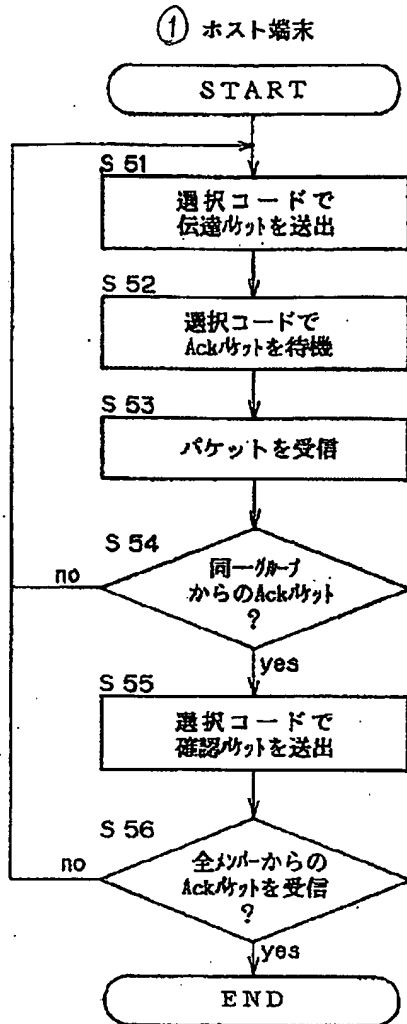 ① ホスト端末
START
S 51
選択コードで
伝達パケットを送出
S 52
選択コードで
Ackパケットを待機
S 53
パケットを受信
S 54
同一グループ
からのAckパケット
?
no
yes
S 55
選択コードで
確認パケットを送出
S 56
全メンバーからの
Ackパケットを受信
?
no
yes
END